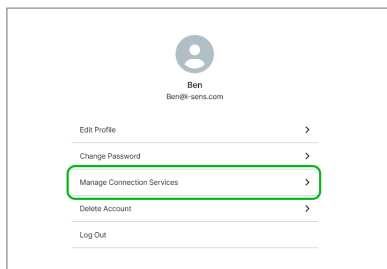 Ben
Ben@i-sens.com
Edit Profile
Change Password
Manage Connection Services
Delete Account
Log Out